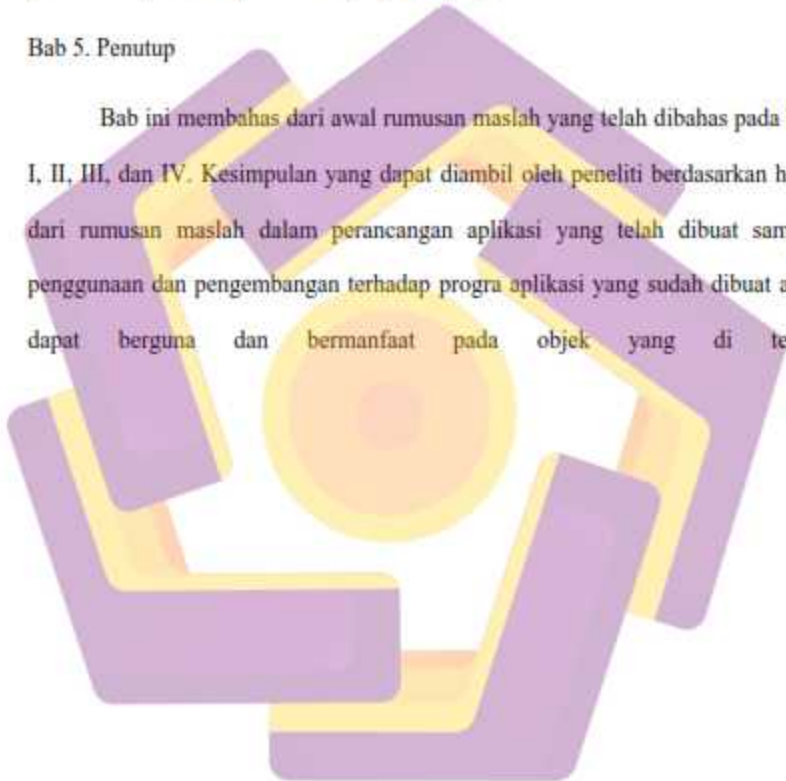 Bab 5. Penutup
Bab ini membahas dari awal rumusan maslah yang telah dibahas pada
I, II, III, dan IV. Kesimpulan yang dapat diambil oleh peneliti berdasarkan
dari rumusan maslah dalam perancangan aplikasi yang telah dibuat
penggunaan dan pengembangan terhadap progra aplikasi yang sudah dibuat
dapat berguna dan bermanfaat pada objek yang di